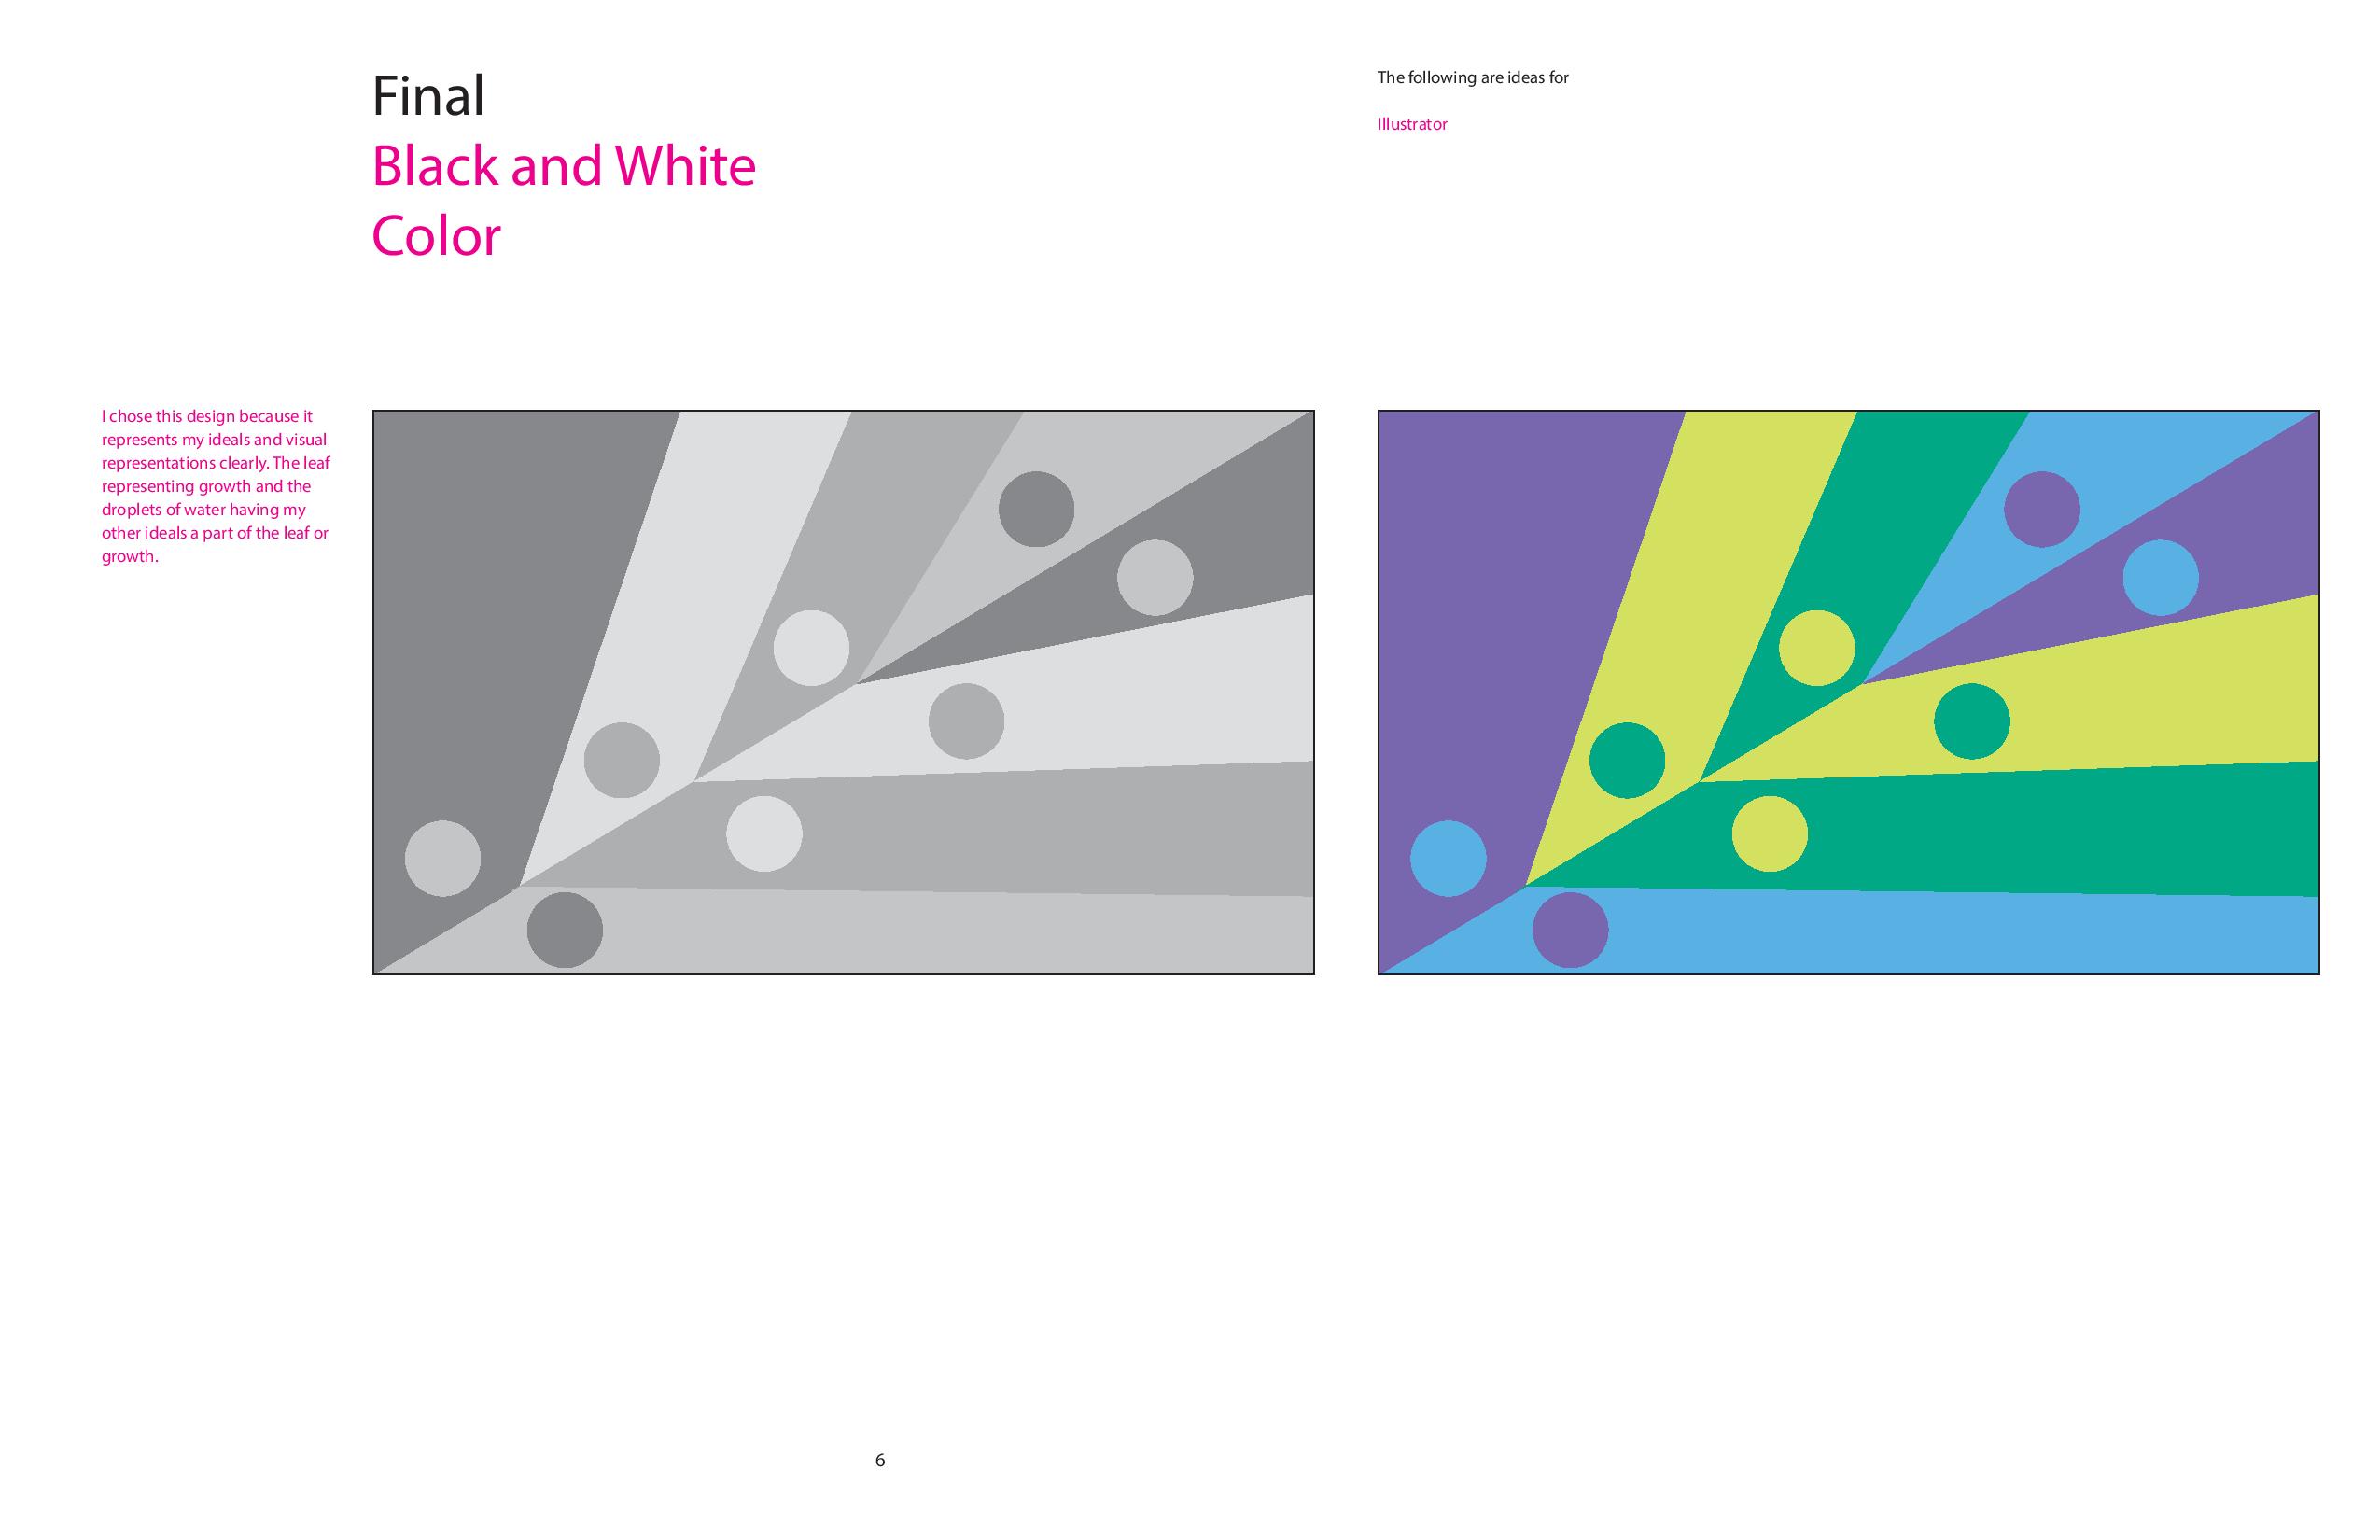 Final
Black and White
Color
The following are ideas for
Illustrator
I chose this design because it
represents my ideals and visual
representations clearly. The leaf
representing growth and the
droplets of water having my
other ideals a part of the leaf or
growth.
6